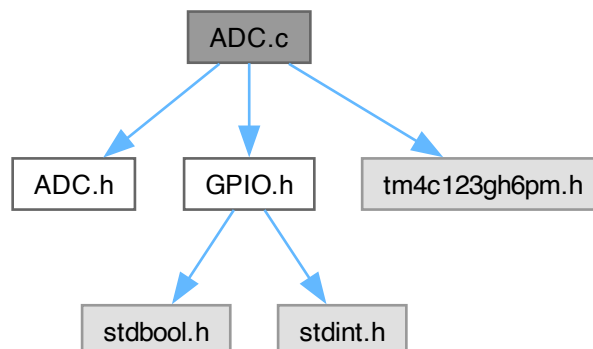 ADC.c
ADC.h
GPIO.h
tm4c123gh6pm.h
stdbool.h
stdint.h